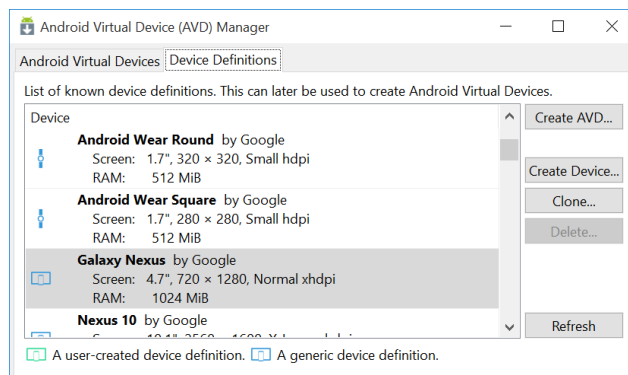 Android Virtual Device (AVD) Manager
Android Virtual Devices Device Definitions
List of known device definitions. This can later be used to create Android Virtual Devices.
Device
Create AVD...
Android Wear Round by Google
Screen: 1.7", 320 × 320, Small hdpi
RAM: 512 MiB
Create Device...
Android Wear Square by Google
Clone...
Screen: 1.7", 280 × 280, Small hdpi
RAM: 512 MiB
Delete...
Galaxy Nexus by Google
Screen: 4.7", 720 × 1280, Normal xhdpi
RAM: 1024 MiB
Nexus 10 by Google
Refresh
A user-created device definition. A generic device definition.